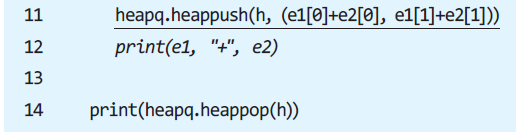 11 heapq.heappush(h, (e1[0]+e2[0], e1[1]+e2[1]))
12 print(e1, "+", e2)
13
14 print(heapq.heappop(h))